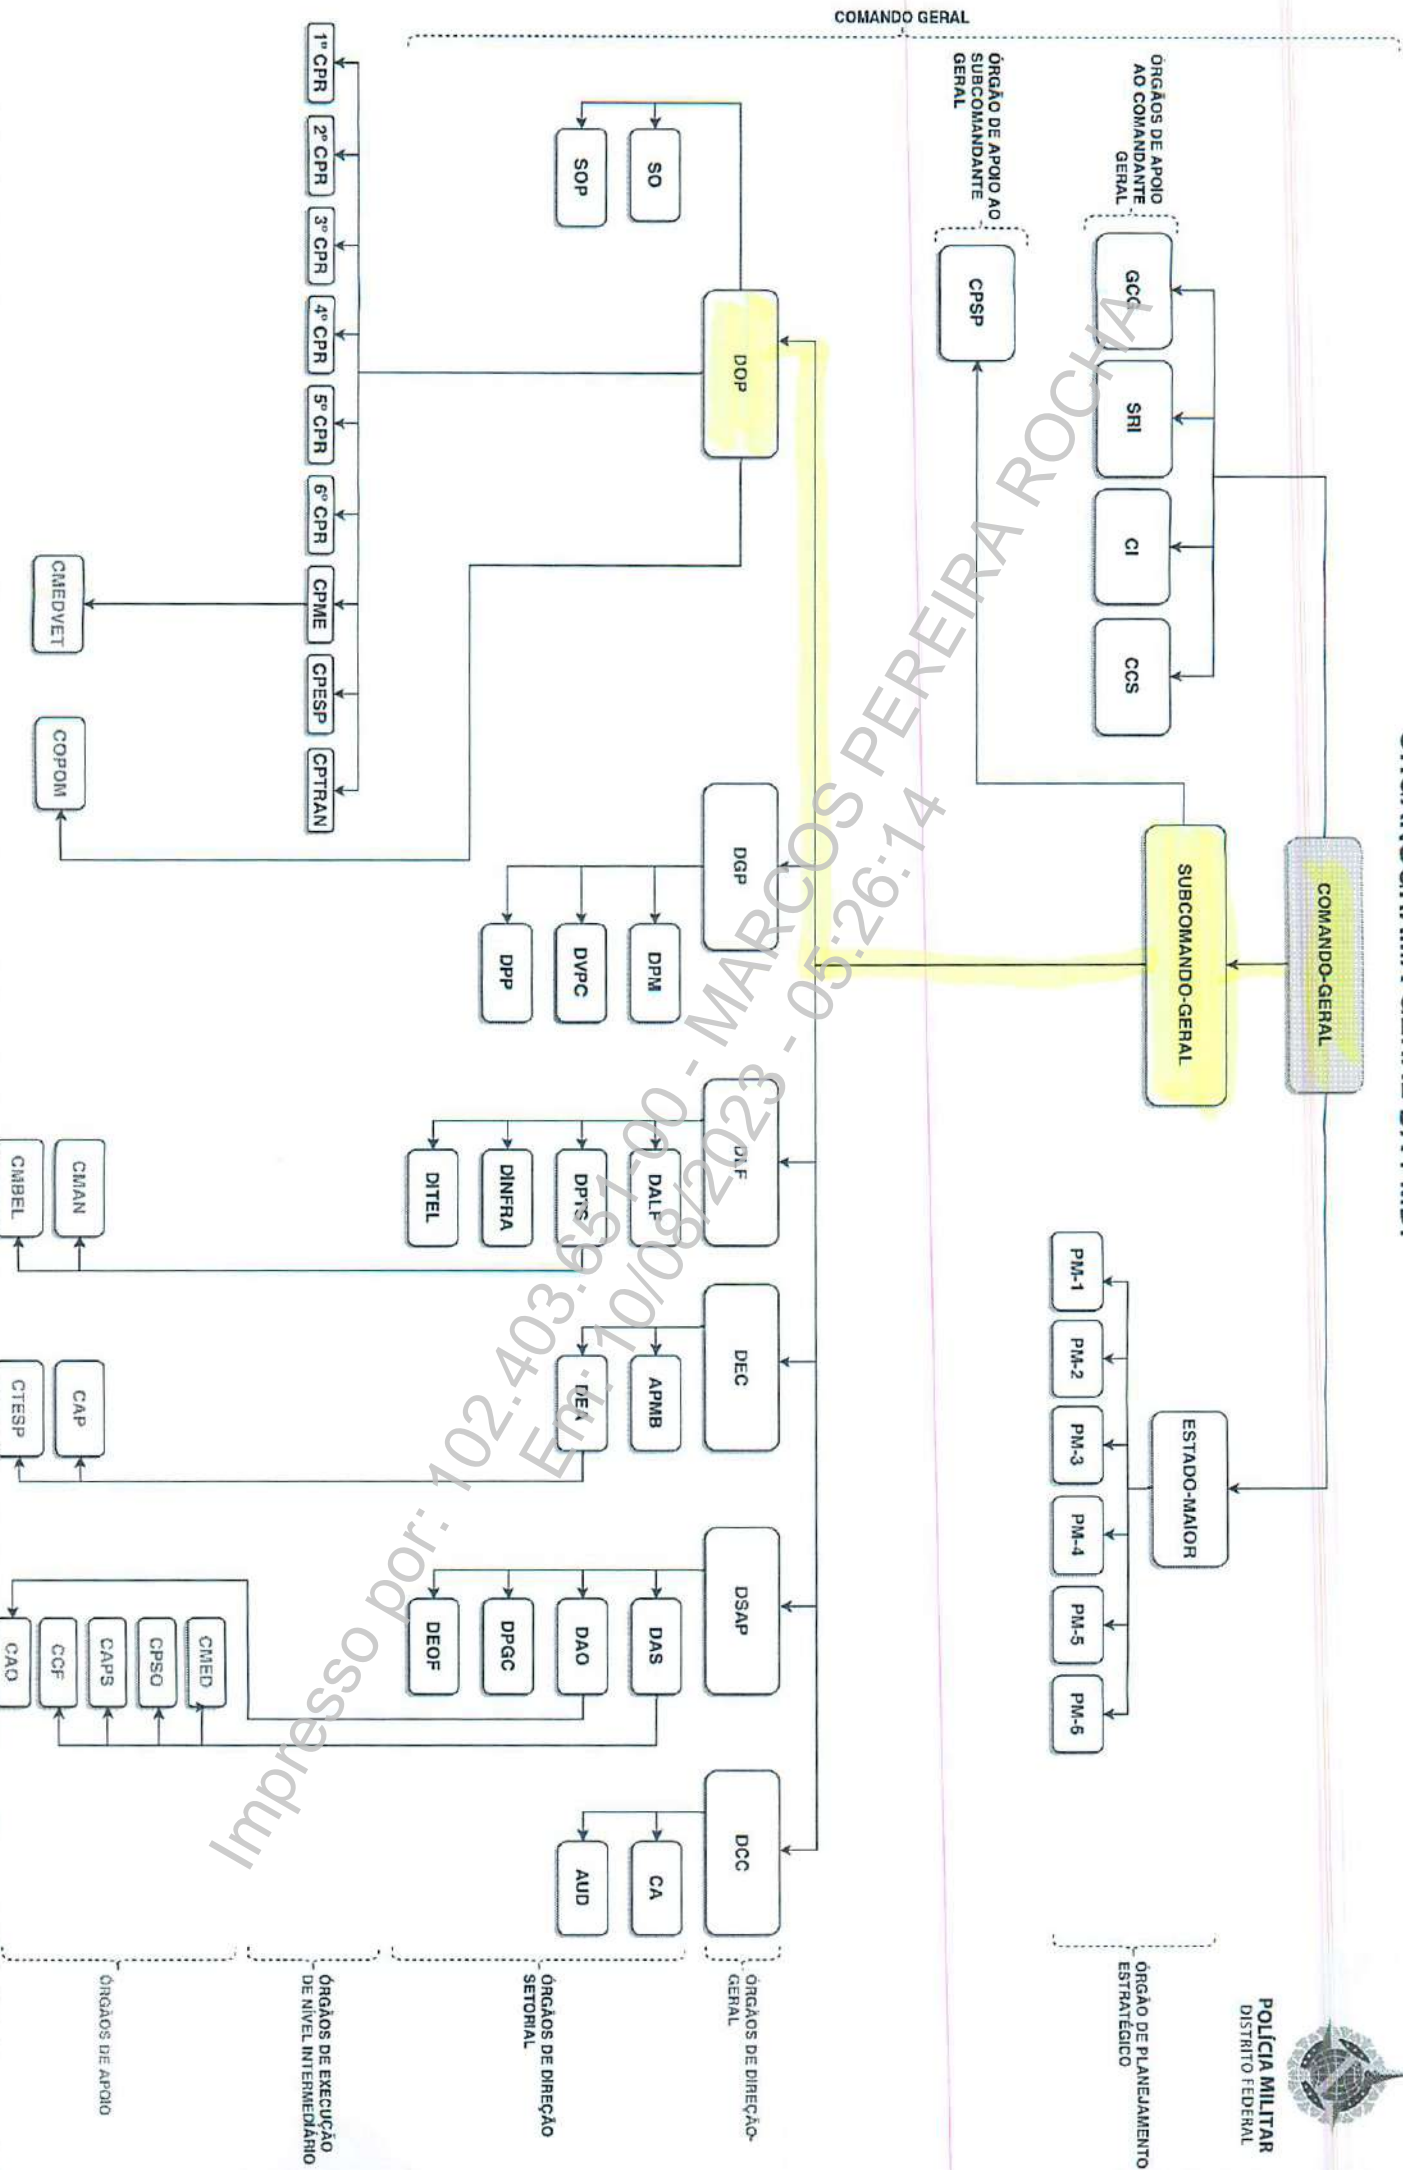 POLÍCIA MILITAR
DISTRITO FEDERAL
COMANDO GERAL
COMANDO-GERAL
SUBCOMANDO-GERAL
ESTADO-MAIOR
ÓRGÃOS DE APOIO
AO COMANDANTE
GERAL
GCG
SRI
CI
CCS
PM-1
PM-2
PM-3
PM-4
PM-5
PM-6
ÓRGÃO DE PLANEJAMENTO
ESTRATÉGICO
ÓRGÃO DE APOIO AO
SUBCOMANDANTE
GERAL
CPSP
DOP
DGP
DLF
DEC
DSAP
DCC
ÓRGÃOS DE DIREÇÃO-
GERAL
SO
SOP
DPM
DVPC
DPP
DALF
DPTS
DINFRA
DITEL
APMB
DEA
DAS
DAO
DPGC
DEOF
CA
AUD
ÓRGÃOS DE DIREÇÃO
SETORIAL
1º CPR
2º CPR
3º CPR
4º CPR
5º CPR
6º CPR
CPME
CPESP
CPTRAN
ÓRGÃOS DE EXECUÇÃO
DE NÍVEL INTERMEDIÁRIO
CMEDVET
COPOM
CMAN
CMBEL
CAP
CTESP
CMED
CPSO
CAPS
CCF
CAO
ÓRGÃOS DE APOIO
Impresso por: 102.403.651-00 - MARCOS PEREIRA ROCHA
Em: 10/08/2023 - 05:26:14